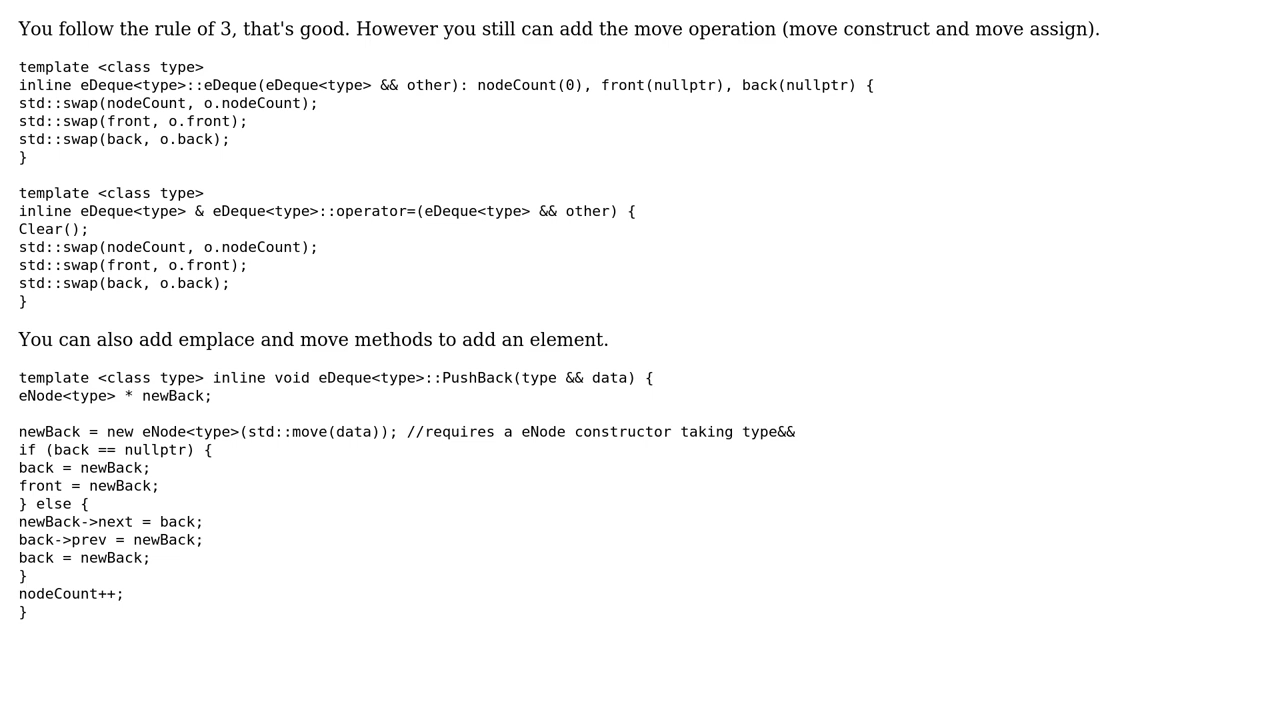 You follow the rule of 3, that's good. However you still can add the move operation (move construct and move assign).
template <class type>
inline eDeque<type>::eDeque(eDeque<type> && other): nodeCount(0), front(nullptr), back(nullptr) {
std::swap(nodeCount, o.nodeCount);
std::swap(front, o.front);
std::swap(back, o.back);
}
template <class type>
inline eDeque<type> & eDeque<type>::operator=(eDeque<type> && other) {
Clear();
std::swap(nodeCount, o.nodeCount);
std::swap(front, o.front);
std::swap(back, o.back);
}
You can also add emplace and move methods to add an element.
template <class type> inline void eDeque<type>::PushBack(type && data) {
eNode<type> * newBack;
newBack = new eNode<type>(std::move(data)); //requires a eNode constructor taking type&&
if (back == nullptr) {
back = newBack;
front = newBack;
} else {
newBack->next = back;
back->prev = newBack;
back = newBack;
}
nodeCount++;
}